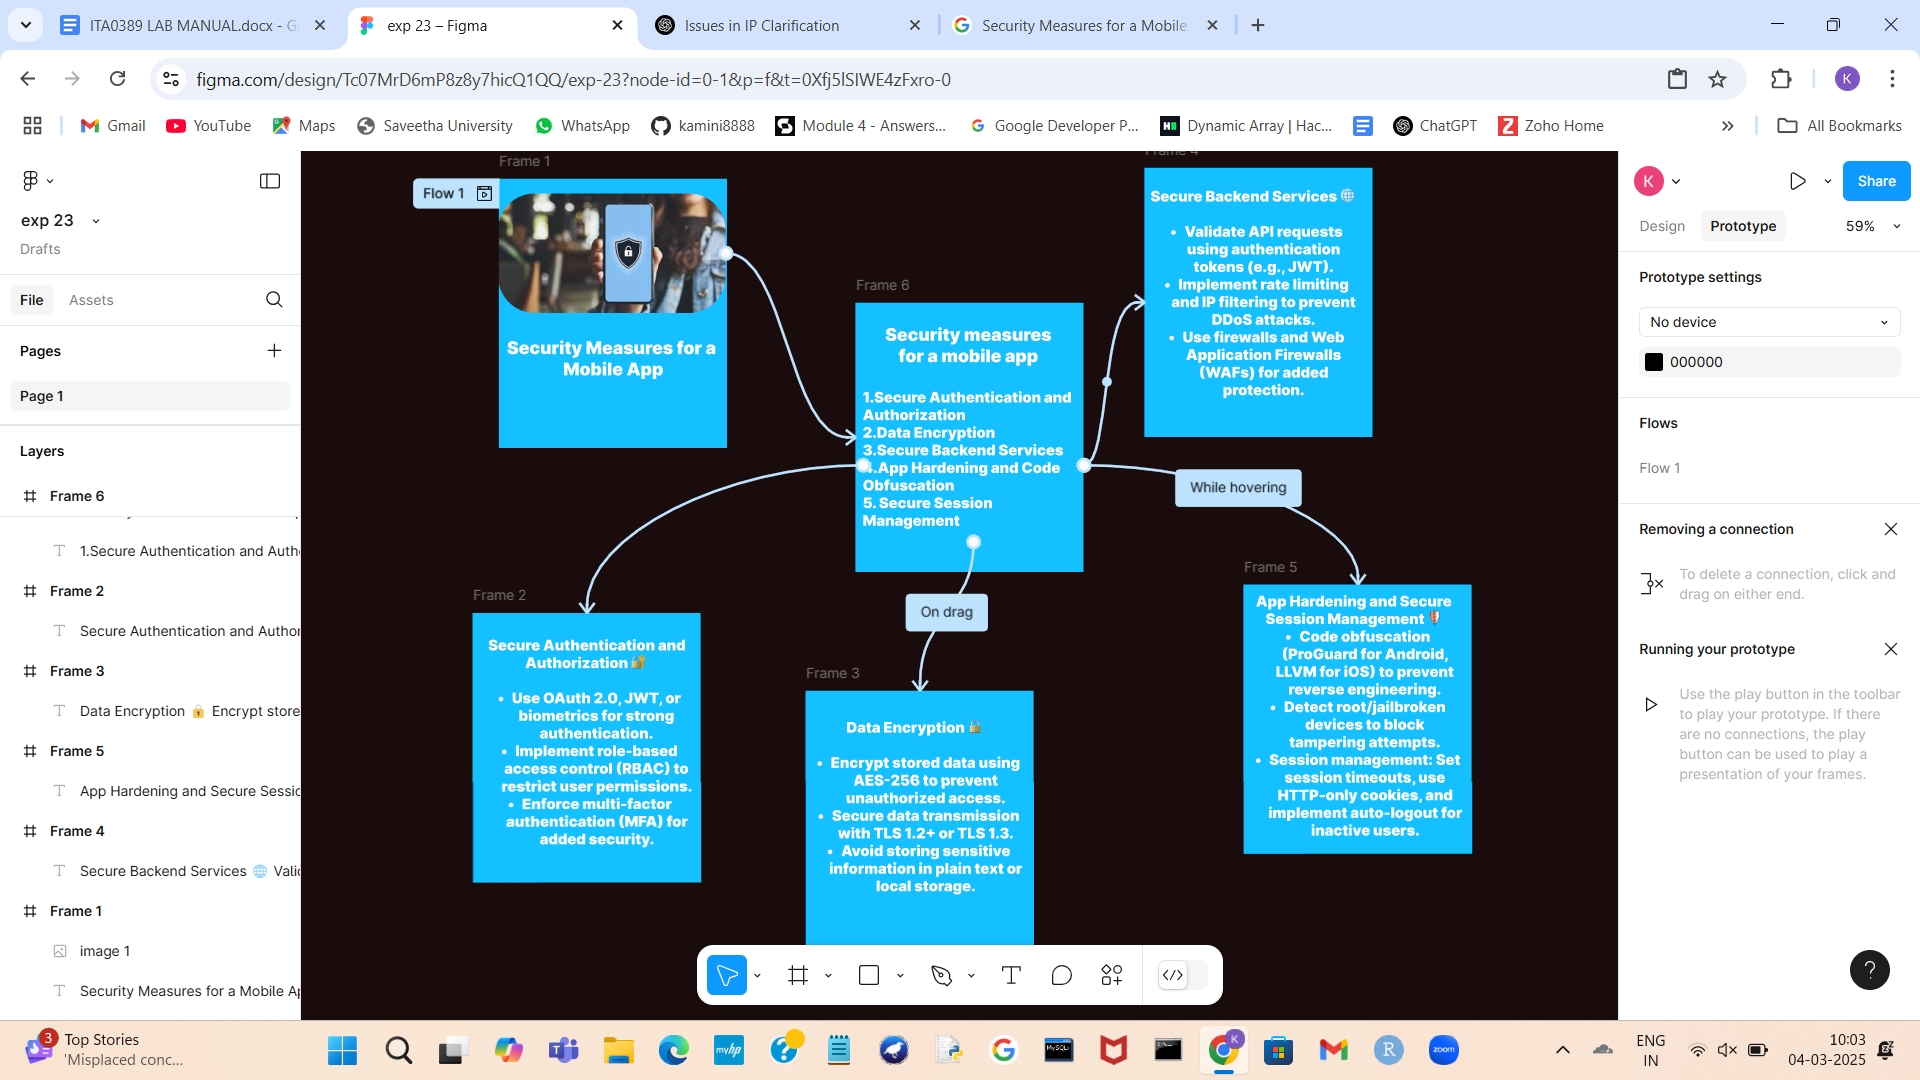 ITA0389 LAB MANUAL.docx - G
exp 23 – Figma
Issues in IP Clarification
Security Measures for a Mobile
figma.com/design/Tc07MrD6mP8z8y7hicQ1QQ/exp-23?node-id=0-1&p=f&t=0Xfj5lSIWE4zFxro-0
K
Gmail
YouTube
Maps
Saveetha University
WhatsApp
kamini8888
Module 4 - Answers...
Google Developer P...
Dynamic Array | Hac...
ChatGPT
Zoho Home
All Bookmarks
exp 23
Drafts
File
Assets
Pages
Page 1
Layers
Frame 6
1.Secure Authentication and Auth
Frame 2
Secure Authentication and Author
Frame 3
Data Encryption 🔒 Encrypt store
Frame 5
App Hardening and Secure Sessio
Frame 4
Secure Backend Services 🌐 Vali
Frame 1
image 1
Security Measures for a Mobile Ap
Frame 1
Flow 1
Security Measures for a
Mobile App
Frame 6
Security measures
for a mobile app
1.Secure Authentication and
Authorization
2.Data Encryption
3.Secure Backend Services
4.App Hardening and Code
Obfuscation
5. Secure Session
Management
Frame 4
Secure Backend Services 🌐
• Validate API requests
using authentication
tokens (e.g., JWT).
• Implement rate limiting
and IP filtering to prevent
DDoS attacks.
• Use firewalls and Web
Application Firewalls
(WAFs) for added
protection.
While hovering
On drag
Frame 2
Secure Authentication and
Authorization 🔐
• Use OAuth 2.0, JWT, or
biometrics for strong
authentication.
• Implement role-based
access control (RBAC) to
restrict user permissions.
• Enforce multi-factor
authentication (MFA) for
added security.
Frame 3
Data Encryption 🔒
• Encrypt stored data using
AES-256 to prevent
unauthorized access.
• Secure data transmission
with TLS 1.2+ or TLS 1.3.
• Avoid storing sensitive
information in plain text or
local storage.
Frame 5
App Hardening and Secure
Session Management 🛡️
• Code obfuscation
(ProGuard for Android,
LLVM for iOS) to prevent
reverse engineering.
• Detect root/jailbroken
devices to block
tampering attempts.
• Session management: Set
session timeouts, use
HTTP-only cookies, and
implement auto-logout for
inactive users.
K
Share
Design
Prototype
59%
Prototype settings
No device
000000
Flows
Flow 1
Removing a connection
To delete a connection, click and
drag on either end.
Running your prototype
Use the play button in the toolbar
to play your prototype. If there
are no connections, the play
button can be used to play a
presentation of your frames.
?
3
Top Stories
'Misplaced conc...
myhp
MySQL
K
R
zoom
ENG
IN
10:03
04-03-2025